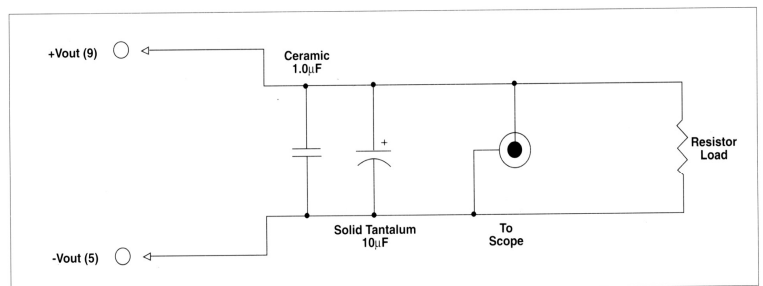 +Vout (9)
Ceramic
1.0µF
+
Resistor
Load
Solid Tantalum
10µF
To
Scope
-Vout (5)